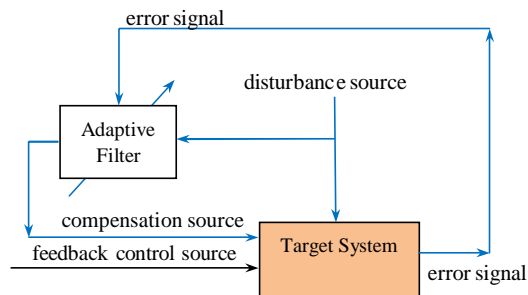 error signal
disturbance source
Adaptive
Filter
compensation source
feedback control source
Target System
error signal